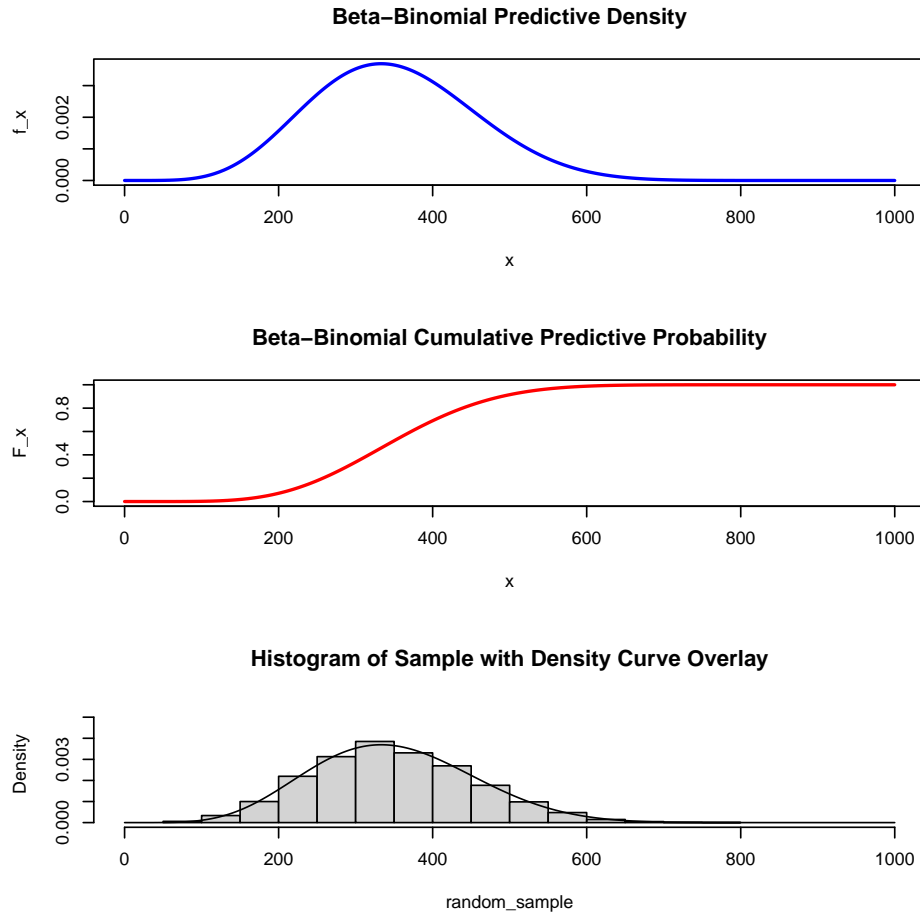 Beta−Binomial Predictive Density
f_x
0.000 0.002
0 200 400 600 800 1000
x
Beta−Binomial Cumulative Predictive Probability
F_x
0.0 0.4 0.8
0 200 400 600 800 1000
x
Histogram of Sample with Density Curve Overlay
Density
0.000 0.003
0 200 400 600 800 1000
random_sample